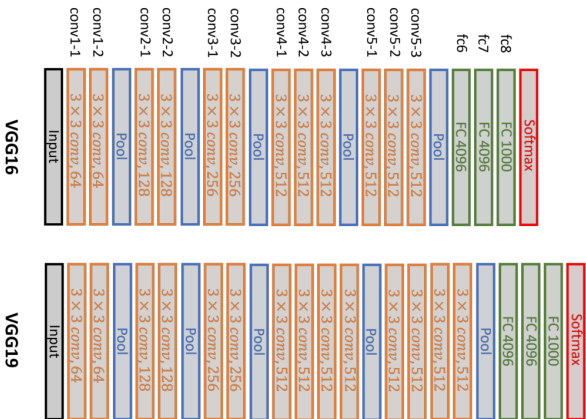 Softmax
fc8
FC 1000
fc7
FC 4096
fc6
FC 4096
Pool
conv5-3
3 × 3 conv, 512
conv5-2
3 × 3 conv, 512
conv5-1
3 × 3 conv, 512
Pool
conv4-3
3 × 3 conv, 512
conv4-2
3 × 3 conv, 512
conv4-1
3 × 3 conv, 512
Pool
conv3-2
3 × 3 conv, 256
conv3-1
3 × 3 conv, 256
Pool
conv2-2
3 × 3 conv, 128
conv2-1
3 × 3 conv, 128
Pool
conv1-2
3 × 3 conv, 64
conv1-1
3 × 3 conv, 64
Input
VGG16
Softmax
FC 1000
FC 4096
FC 4096
Pool
3 × 3 conv, 512
3 × 3 conv, 512
3 × 3 conv, 512
3 × 3 conv, 512
Pool
3 × 3 conv, 512
3 × 3 conv, 512
3 × 3 conv, 512
3 × 3 conv, 512
Pool
3 × 3 conv, 256
3 × 3 conv, 256
Pool
3 × 3 conv, 128
3 × 3 conv, 128
Pool
3 × 3 conv, 64
3 × 3 conv, 64
Input
VGG19